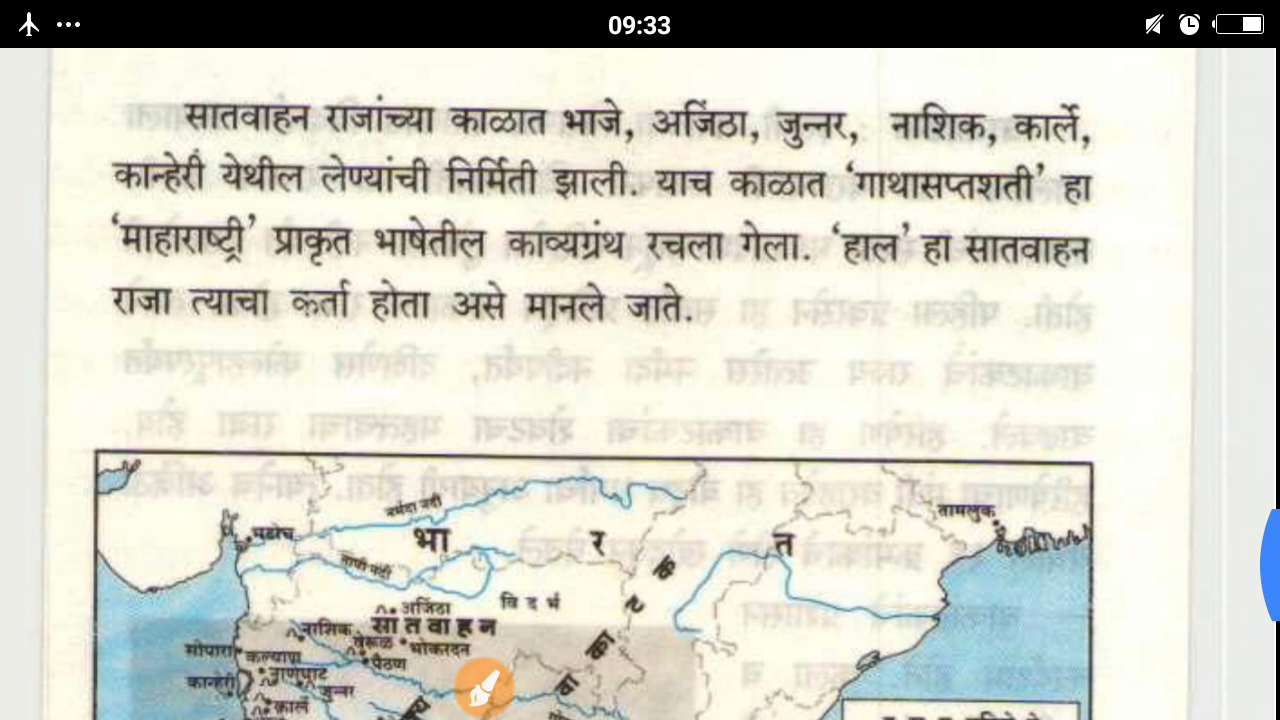 09:33
सातवाहन राजांच्या काळात भाजे, अजिंठा, जुन्नर, नाशिक, कार्ले,
कान्हेरी येथील लेण्यांची निर्मिती झाली. याच काळात ‘गाथासप्तशती’ हा
‘माहाराष्ट्री’ प्राकृत भाषेतील काव्यग्रंथ रचला गेला. ‘हाल’ हा सातवाहन
राजा त्याचा कर्ता होता असे मानले जाते.
नर्मदा नदी
तामलुक
भडोच
भा र त
तापी नदी
विदर्भ
अजिंठा
सातवाहन
नाशिक
वेरूळ
भोकरदन
सोपारा
कल्याण
पैठण
कान्हेरी
नाणेघाट
जुन्नर
कार्ले
वाकाटक